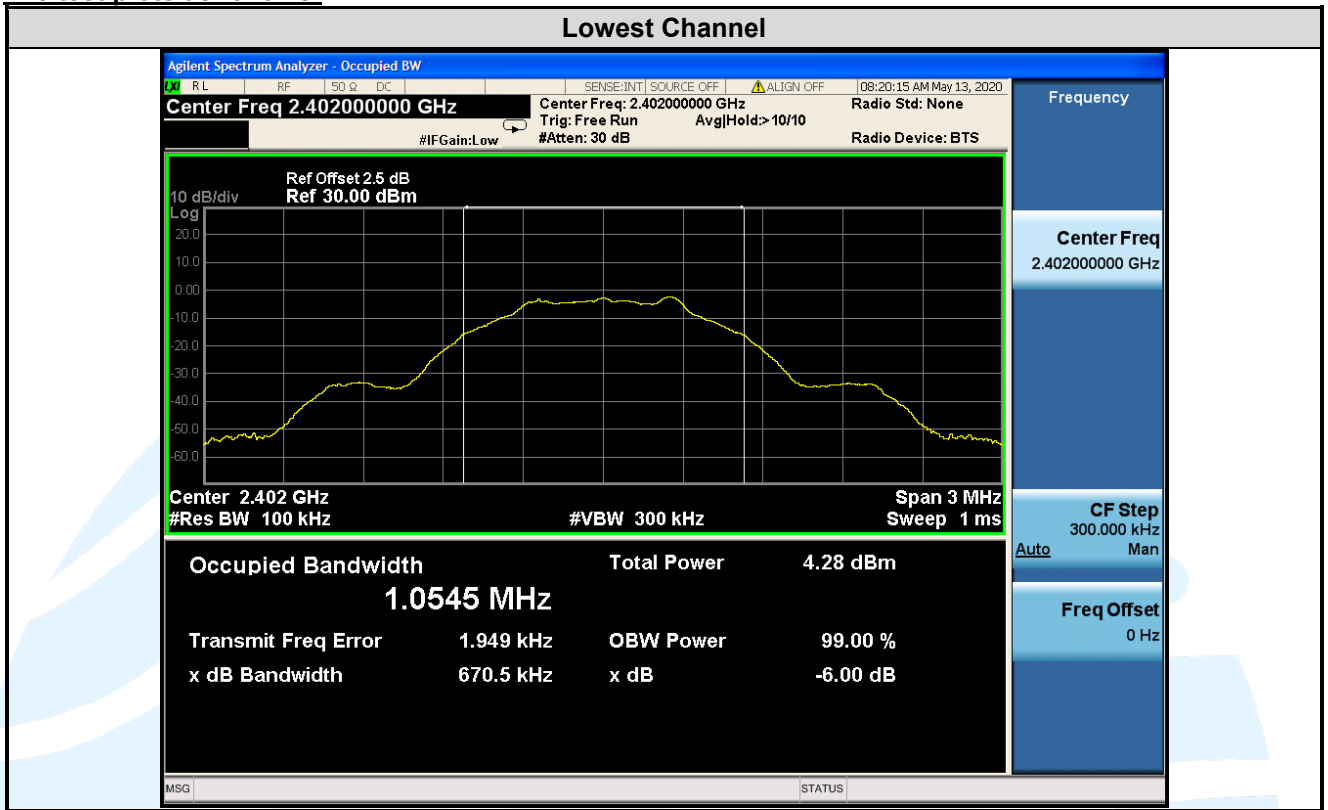 Lowest Channel
Agilent Spectrum Analyzer - Occupied BW
LXI RL RF 50 Ω DC SENSE:INT SOURCE OFF ALIGN OFF 08:20:15 AM May 13, 2020
Center Freq 2.402000000 GHz
Center Freq: 2.402000000 GHz
Radio Std: None
Trig: Free Run Avg|Hold:>10/10
#IFGain:Low
#Atten: 30 dB
Radio Device: BTS
Ref Offset 2.5 dB
10 dB/div Ref 30.00 dBm
Log
20.0
10.0
0.00
-10.0
-20.0
-30.0
-40.0
-50.0
-60.0
Center 2.402 GHz Span 3 MHz
#Res BW 100 kHz #VBW 300 kHz Sweep 1 ms
Occupied Bandwidth Total Power 4.28 dBm
1.0545 MHz
Transmit Freq Error 1.949 kHz OBW Power 99.00 %
x dB Bandwidth 670.5 kHz x dB -6.00 dB
MSG STATUS
Frequency
Center Freq
2.402000000 GHz
CF Step
300.000 kHz
Auto Man
Freq Offset
0 Hz